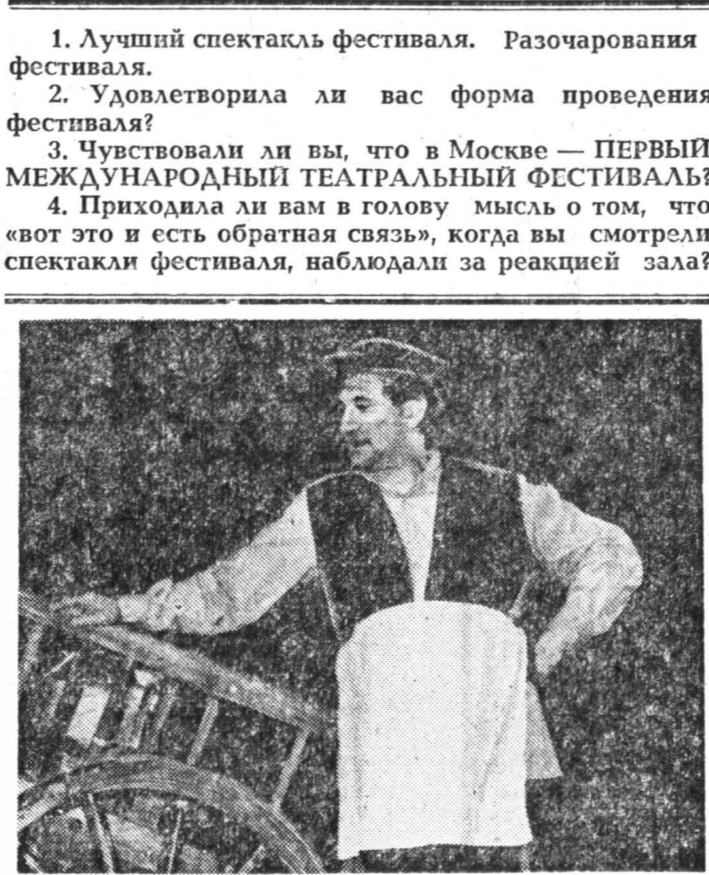 1. Лучший спектакль фестиваля. Разочарования
фестиваля.
2. Удовлетворила ли вас форма проведения
фестиваля?
3. Чувствовали ли вы, что в Москве — ПЕРВЫЙ
МЕЖДУНАРОДНЫЙ ТЕАТРАЛЬНЫЙ ФЕСТИВАЛЬ?
4. Приходила ли вам в голову мысль о том, что
«вот это и есть обратная связь», когда вы смотрели
спектакли фестиваля, наблюдали за реакцией зала?